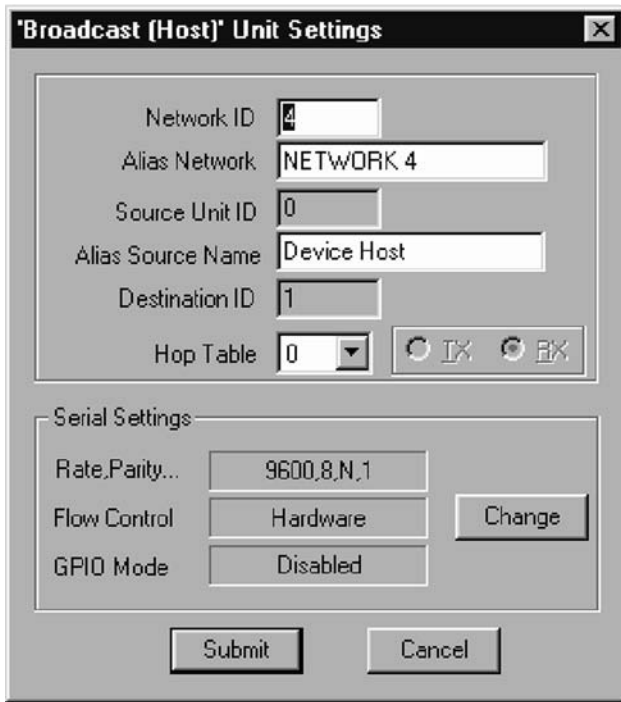 'Broadcast (Host)' Unit Settings
Network ID 4
Alias Network NETWORK 4
Source Unit ID 0
Alias Source Name Device Host
Destination ID 1
Hop Table 0 TX RX
Serial Settings
Rate,Parity... 9600,8,N,1
Flow Control Hardware Change
GPIO Mode Disabled
Submit Cancel